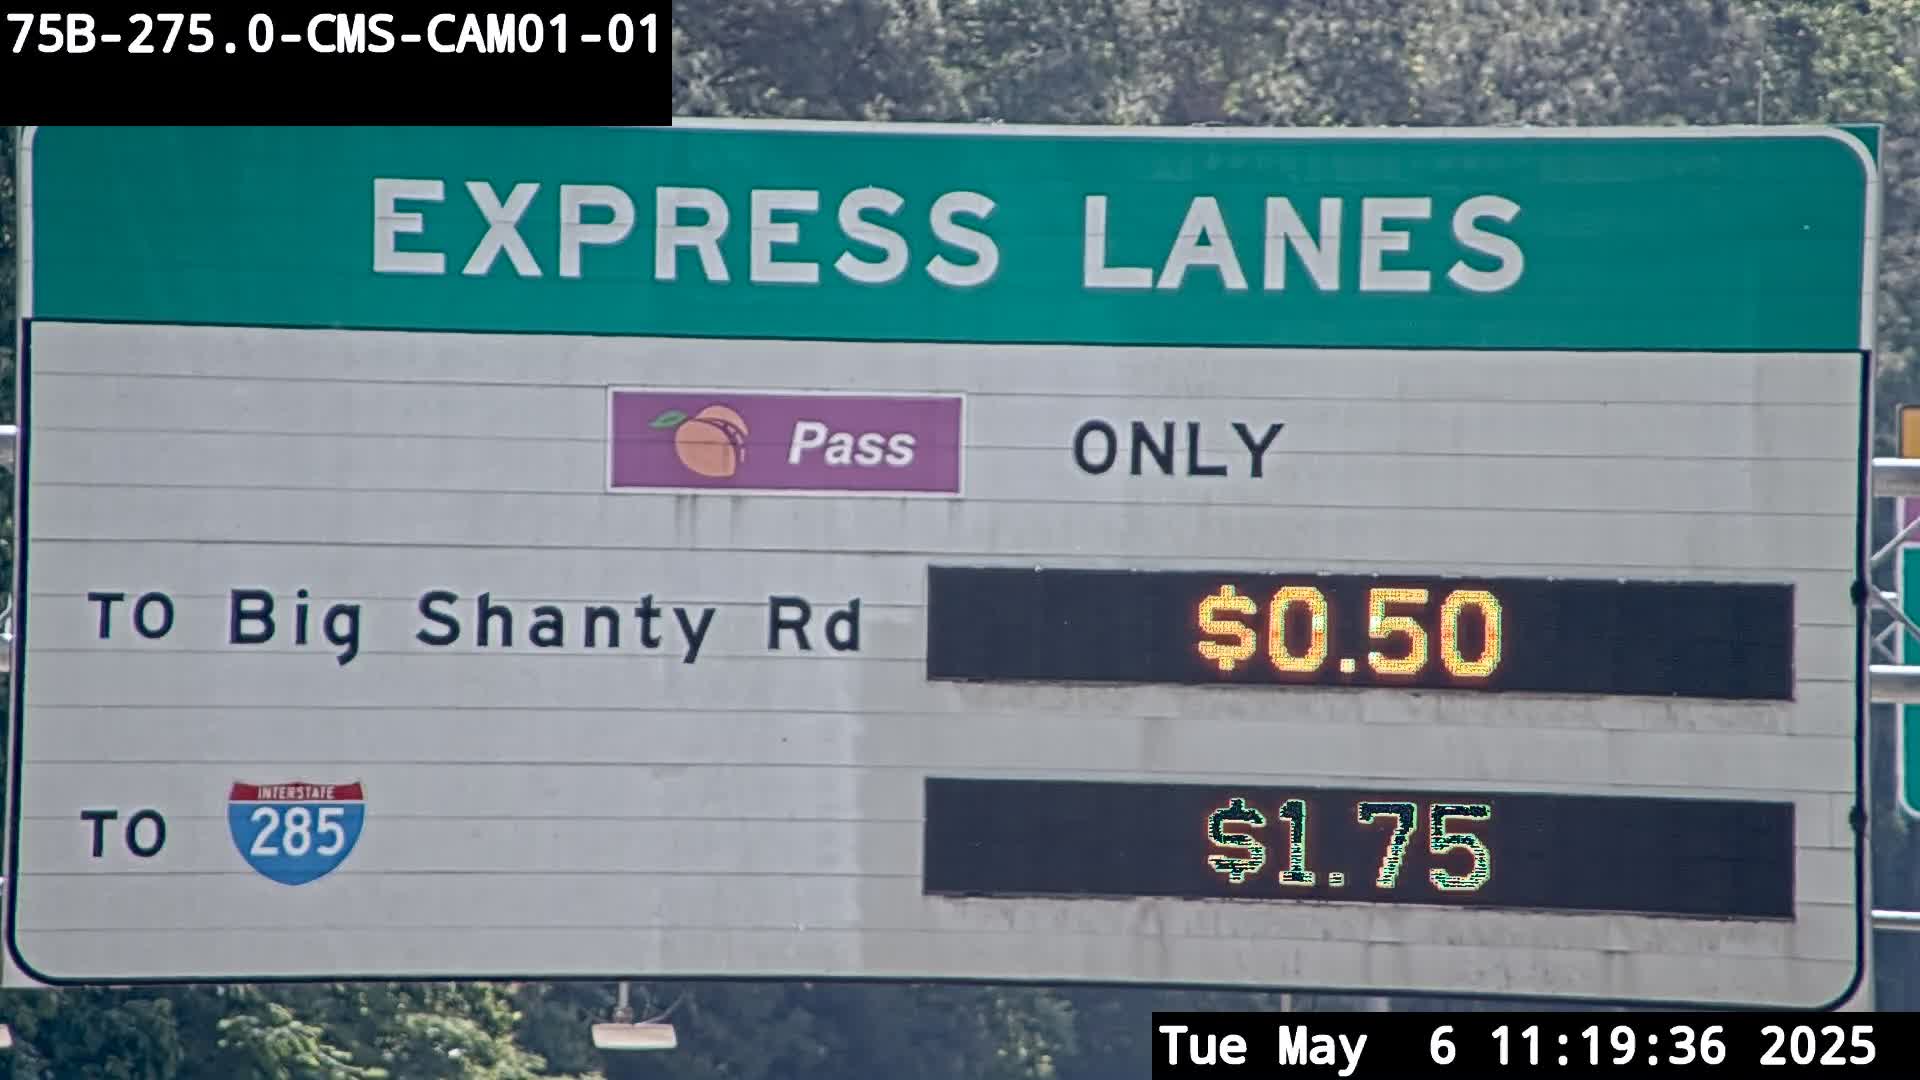 75B-275.0-CMS-CAM01-01
EXPRESS LANES
Pass ONLY
TO Big Shanty Rd $0.50
INTERSTATE
TO 285 $1.75
Tue May 6 11:19:36 2025